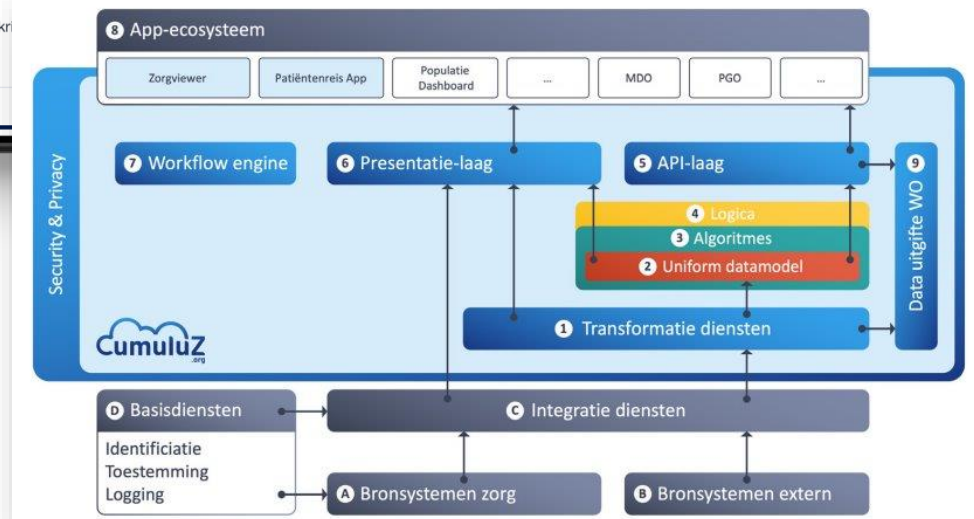 8 App-ecosysteem
Zorgviewer
Patiëntenreis App
Populatie
Dashboard
...
MDO
PGO
...
Security & Privacy
7 Workflow engine
6 Presentatie-laag
5 API-laag
9 Data uitgifte WO
4 Logica
3 Algoritmes
2 Uniform datamodel
1 Transformatie diensten
CumuluZ
.org
D Basisdiensten
Identificiatie
Toestemming
Logging
C Integratie diensten
A Bronsystemen zorg
B Bronsystemen extern